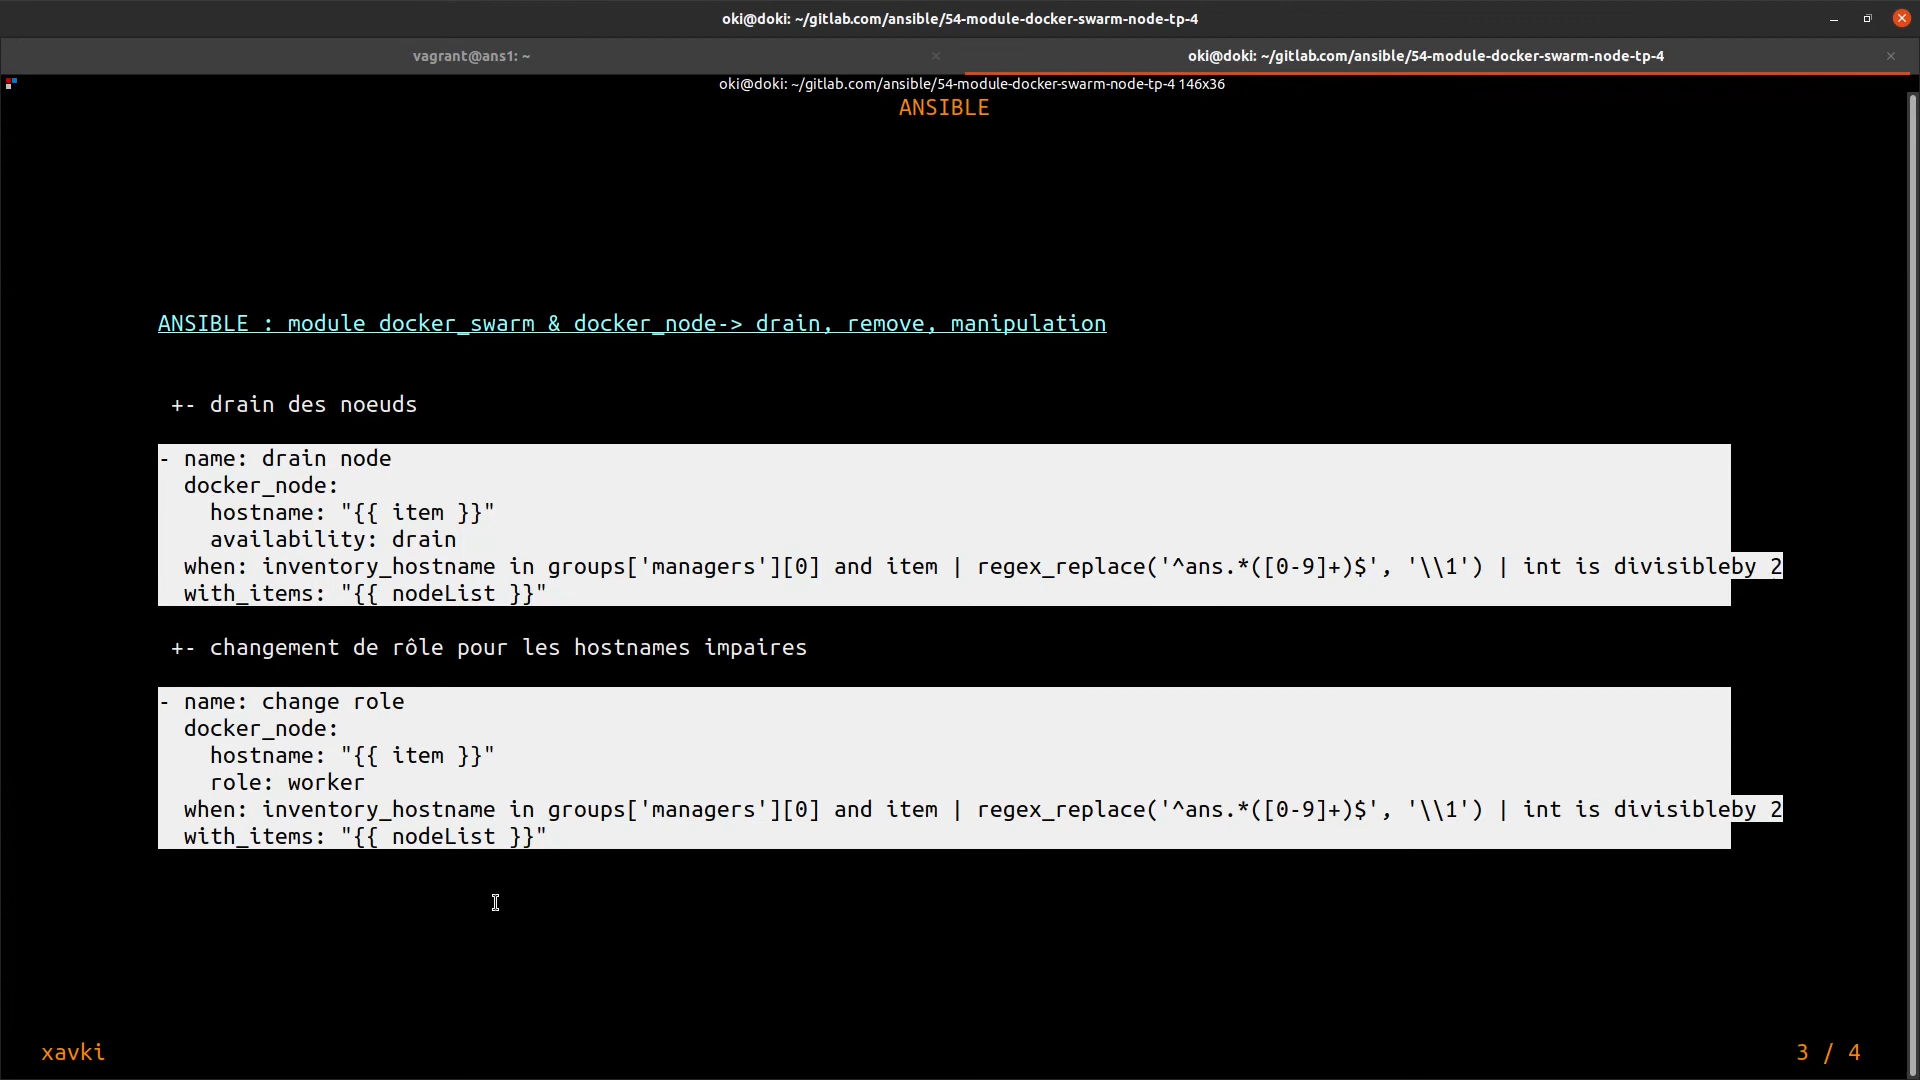 oki@doki: ~/gitlab.com/ansible/54-module-docker-swarm-node-tp-4
vagrant@ans1: ~
oki@doki: ~/gitlab.com/ansible/54-module-docker-swarm-node-tp-4
oki@doki: ~/gitlab.com/ansible/54-module-docker-swarm-node-tp-4 146x36
ANSIBLE
ANSIBLE : module docker_swarm & docker_node-> drain, remove, manipulation
+- drain des noeuds
- name: drain node
  docker_node:
    hostname: "{{ item }}"
    availability: drain
  when: inventory_hostname in groups['managers'][0] and item | regex_replace('^ans.*([0-9]+)$', '\\1') | int is divisibleby 2
  with_items: "{{ nodeList }}"
+- changement de rôle pour les hostnames impaires
- name: change role
  docker_node:
    hostname: "{{ item }}"
    role: worker
  when: inventory_hostname in groups['managers'][0] and item | regex_replace('^ans.*([0-9]+)$', '\\1') | int is divisibleby 2
  with_items: "{{ nodeList }}"
xavki
3 / 4